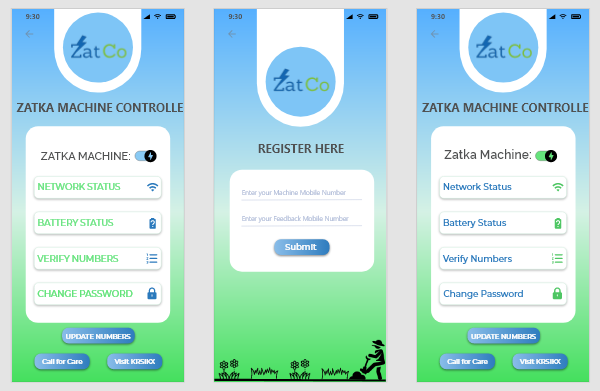 9:30
ZatCo
ZATKA MACHINE CONTROLLE
ZATKA MACHINE:
NETWORK STATUS
BATTERY STATUS
VERIFY NUMBERS
CHANGE PASSWORD
UPDATE NUMBERS
Call for Care
Visit KRSIKX
9:30
ZatCo
REGISTER HERE
Enter your Machine Mobile Number
Enter your Feedback Mobile Number
Submit
9:30
ZatCo
ZATKA MACHINE CONTROLLE
Zatka Machine:
Network Status
Battery Status
Verify Numbers
Change Password
UPDATE NUMBERS
Call for Care
Visit KRSIKX